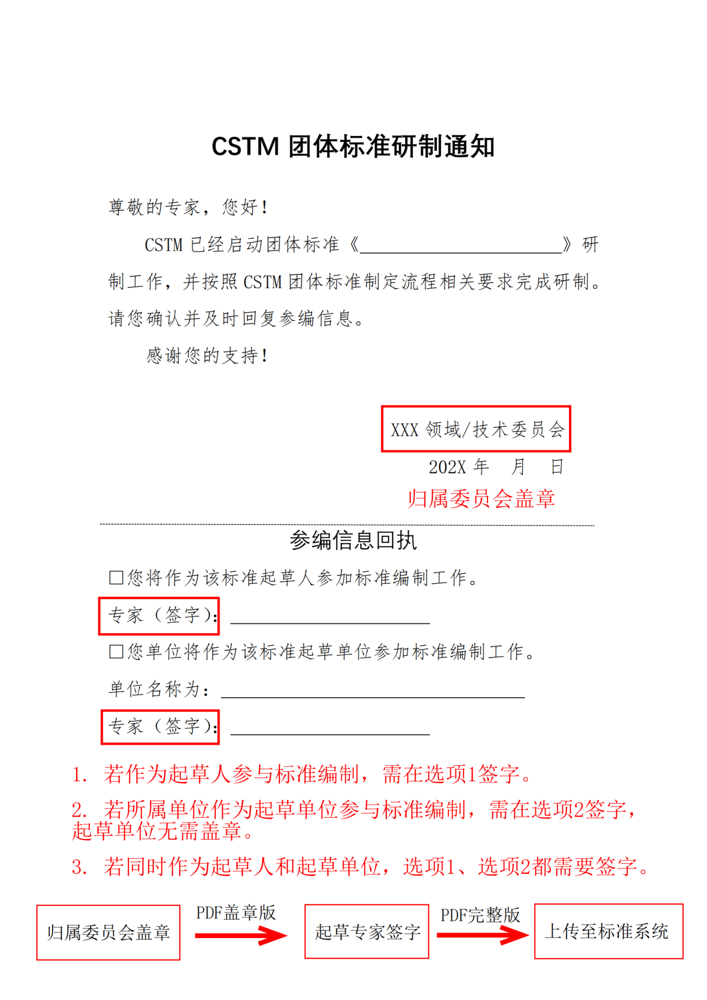 CSTM 团体标准研制通知
尊敬的专家，您好！
CSTM 已经启动团体标准《____________________》研
制工作，并按照 CSTM 团体标准制定流程相关要求完成研制。
请您确认并及时回复参编信息。
感谢您的支持！
XXX 领域/技术委员会
202X 年 月 日
归属委员会盖章
参编信息回执
□您将作为该标准起草人参加标准编制工作。
专家（签字）：____________________
□您单位将作为该标准起草单位参加标准编制工作。
单位名称为：______________________________
专家（签字）：____________________
1. 若作为起草人参与标准编制，需在选项1签字。
2. 若所属单位作为起草单位参与标准编制，需在选项2签字，
起草单位无需盖章。
3. 若同时作为起草人和起草单位，选项1、选项2都需要签字。
归属委员会盖章
PDF盖章版
起草专家签字
PDF完整版
上传至标准系统